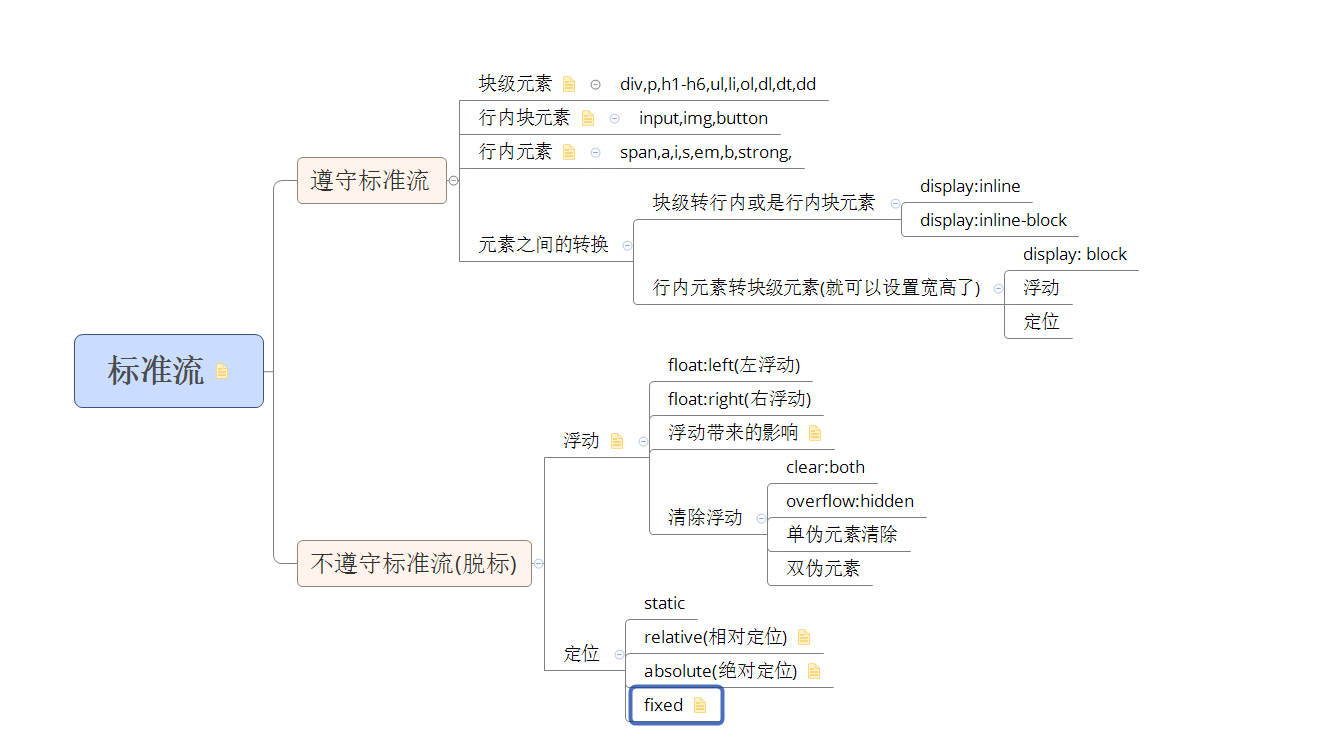 块级元素
div,p,h1-h6,ul,li,ol,dl,dt,dd
行内块元素
input,img,button
行内元素
span,a,i,s,em,b,strong,
遵守标准流
元素之间的转换
块级转行内或是行内块元素
display:inline
display:inline-block
行内元素转块级元素(就可以设置宽高了)
display: block
浮动
定位
标准流
不遵守标准流(脱标)
浮动
float:left(左浮动)
float:right(右浮动)
浮动带来的影响
清除浮动
clear:both
overflow:hidden
单伪元素清除
双伪元素
定位
static
relative(相对定位)
absolute(绝对定位)
fixed